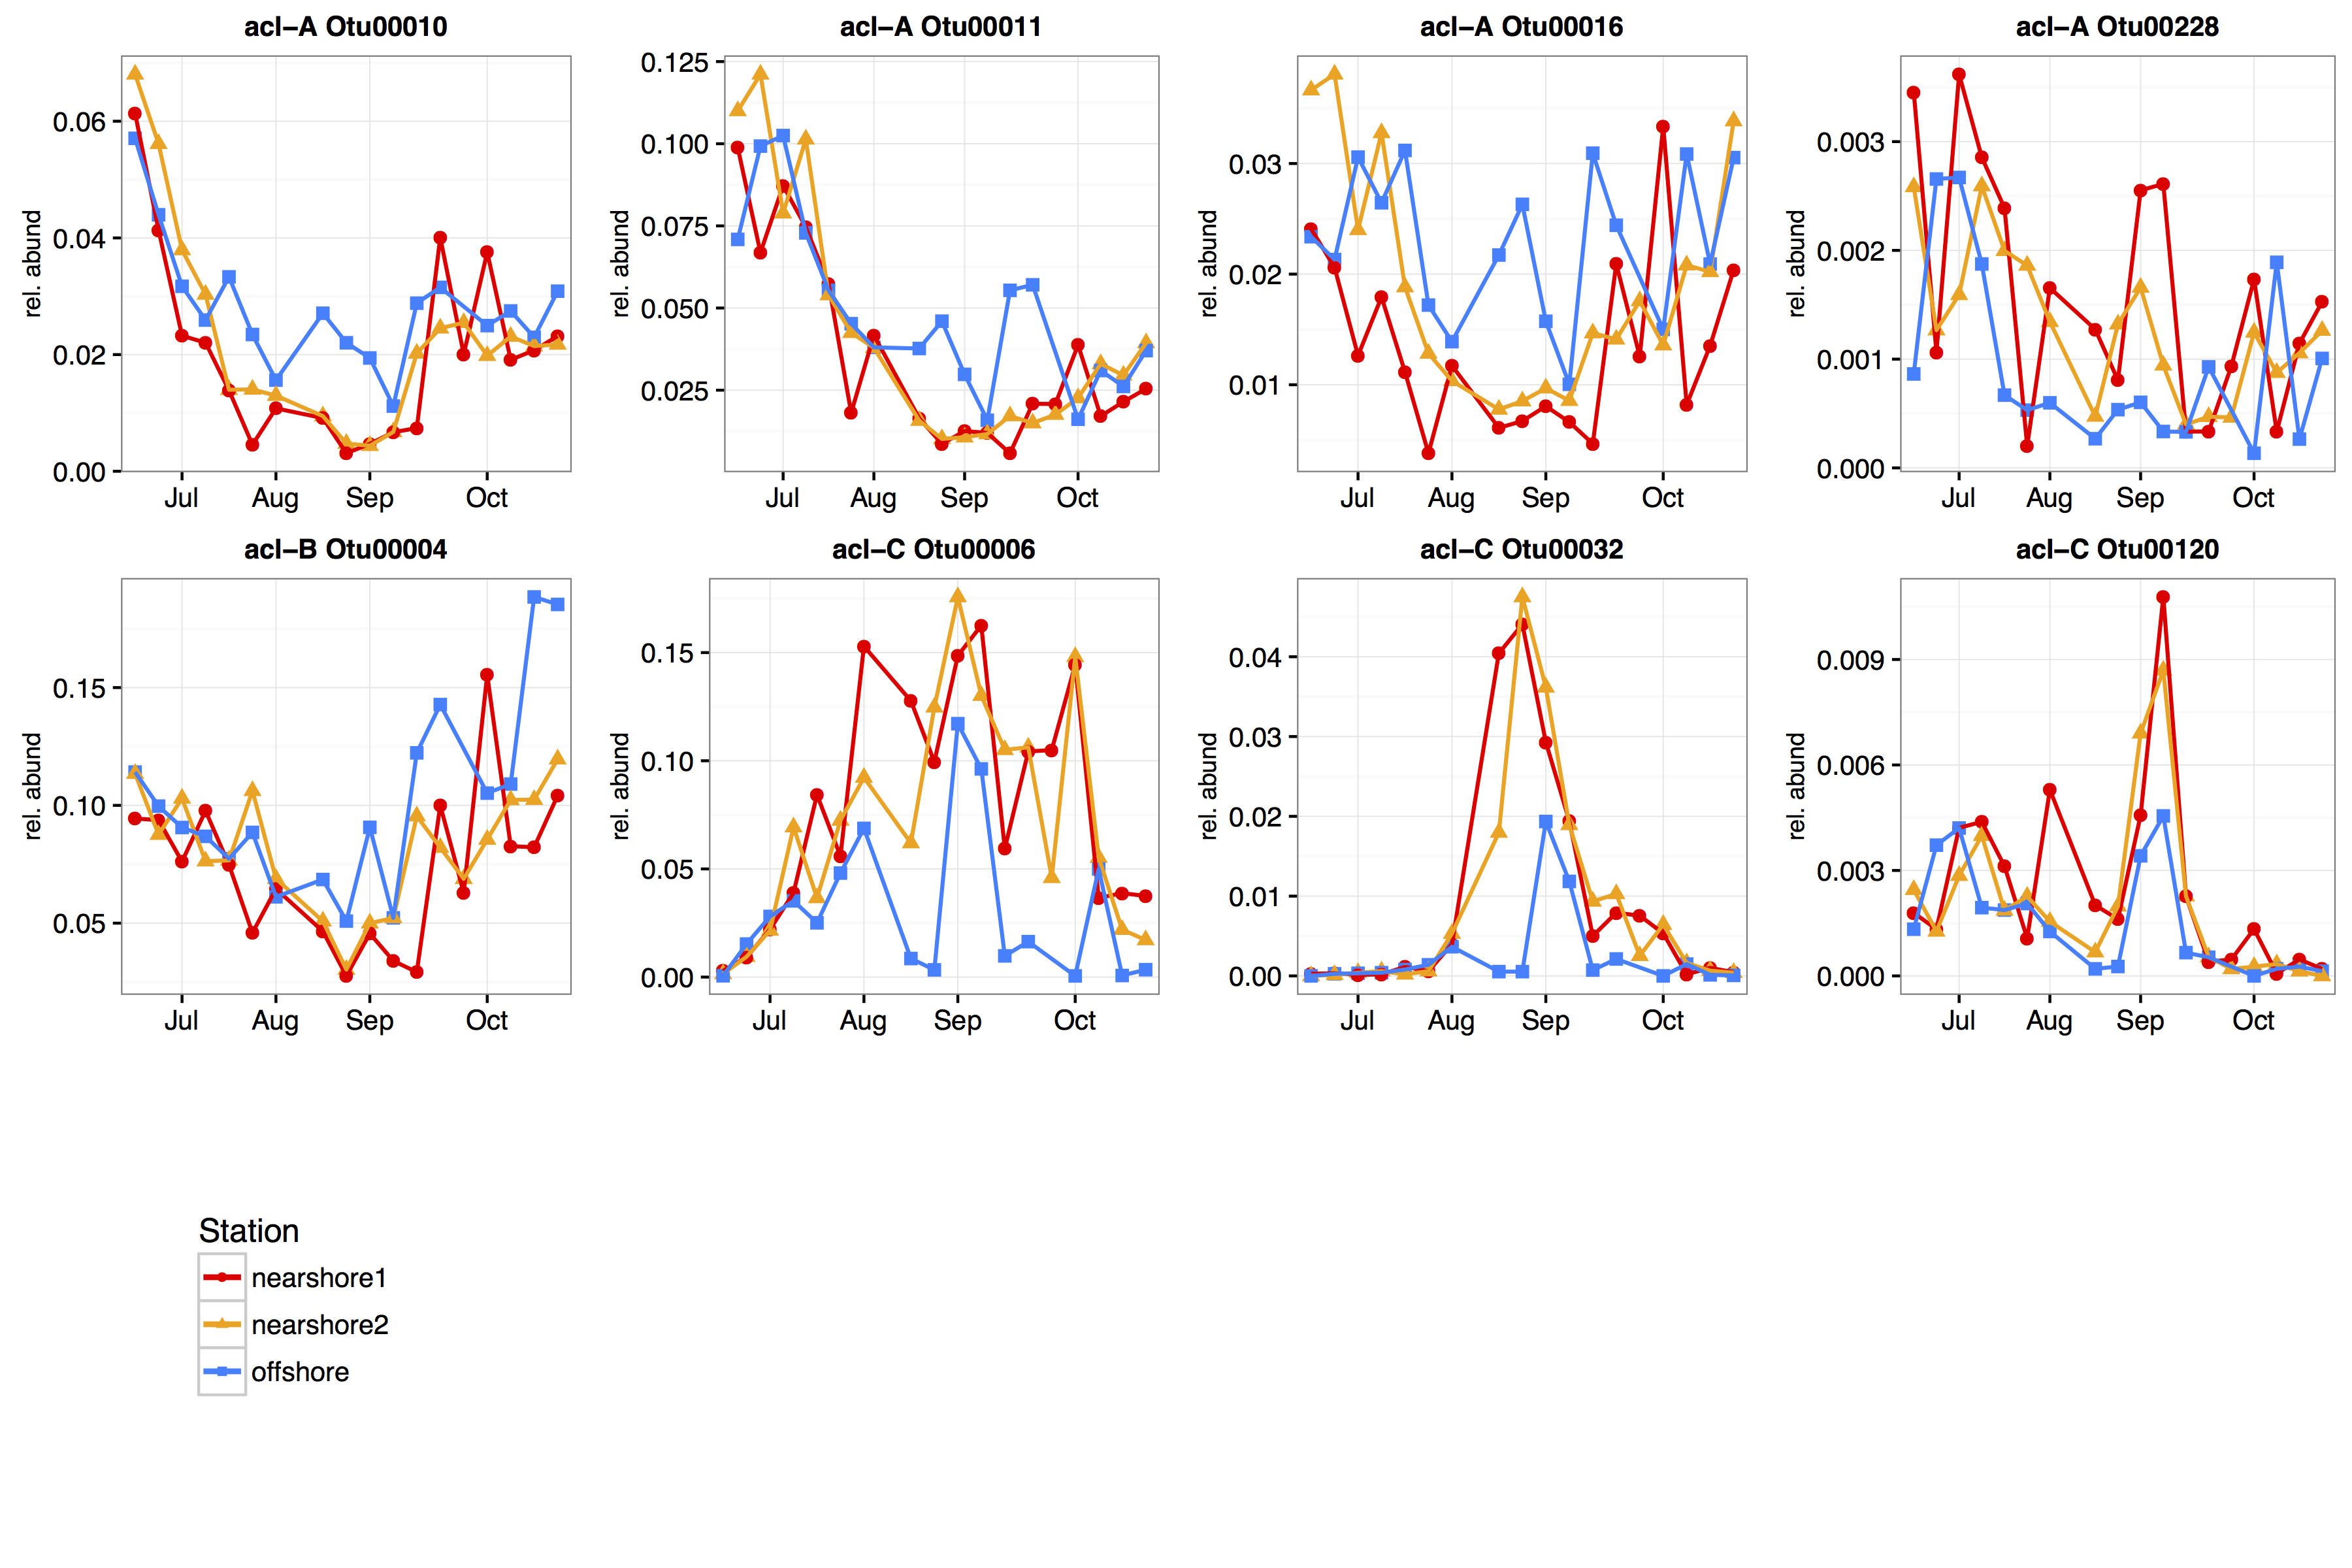 acI−A Otu00010
acI−A Otu00011
acI−A Otu00016
acI−A Otu00228
rel. abund
0.06
0.04
0.02
0.00
Jul Aug Sep Oct
rel. abund
0.125
0.100
0.075
0.050
0.025
Jul Aug Sep Oct
rel. abund
0.03
0.02
0.01
Jul Aug Sep Oct
rel. abund
0.003
0.002
0.001
0.000
Jul Aug Sep Oct
acI−B Otu00004
acI−C Otu00006
acI−C Otu00032
acI−C Otu00120
rel. abund
0.15
0.10
0.05
Jul Aug Sep Oct
rel. abund
0.15
0.10
0.05
0.00
Jul Aug Sep Oct
rel. abund
0.04
0.03
0.02
0.01
0.00
Jul Aug Sep Oct
rel. abund
0.009
0.006
0.003
0.000
Jul Aug Sep Oct
Station
nearshore1
nearshore2
offshore